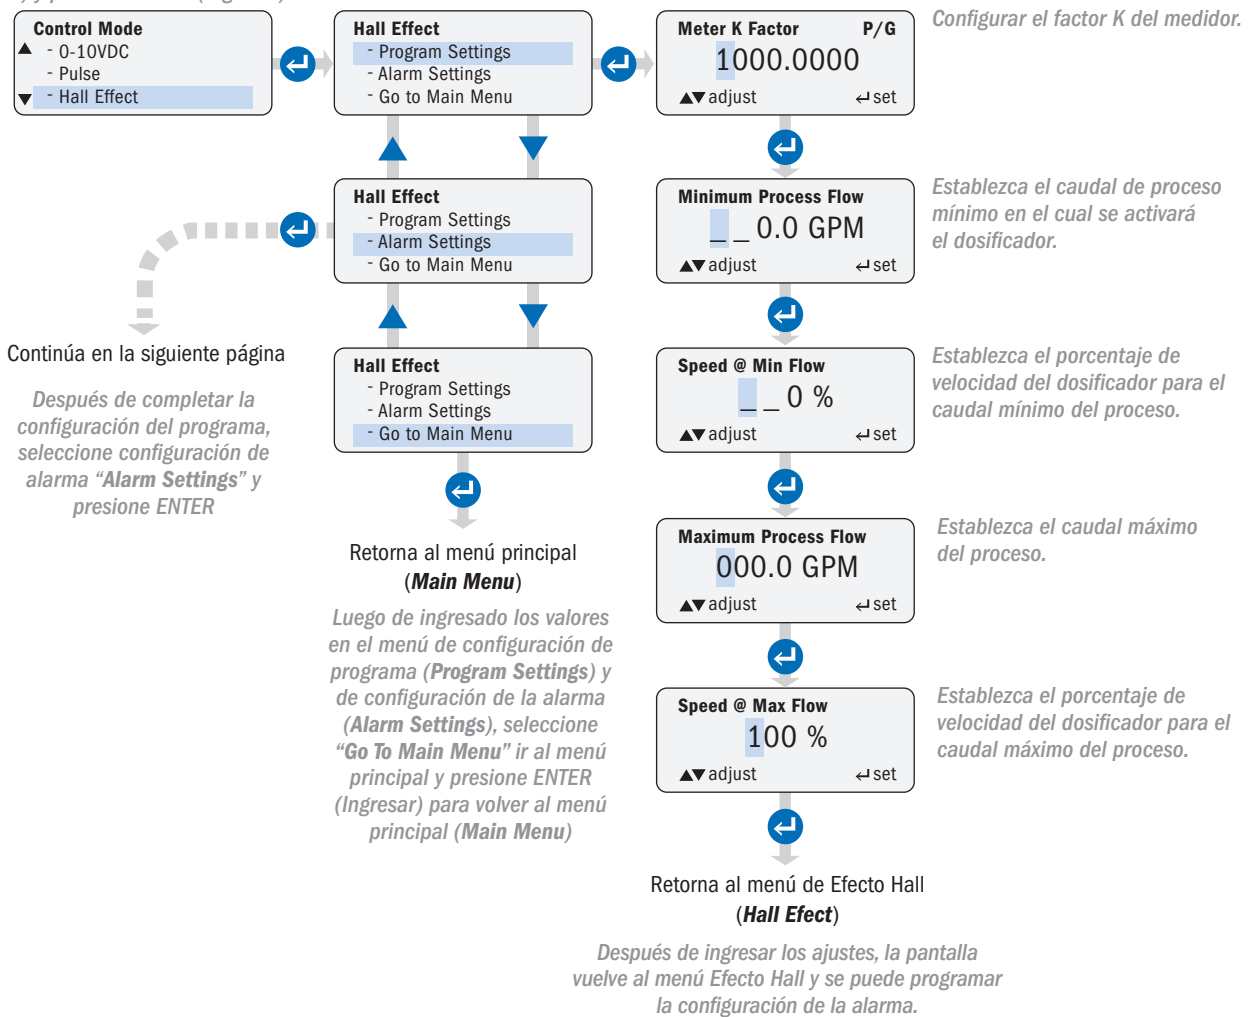 Control Mode
- 0-10VDC
- Pulse
- Hall Effect
Hall Effect
- Program Settings
- Alarm Settings
- Go to Main Menu
Meter K Factor P/G
1000.0000
▲▼ adjust ↵ set
Configurar el factor K del medidor.
Hall Effect
- Program Settings
- Alarm Settings
- Go to Main Menu
Minimum Process Flow
_ _ 0.0 GPM
▲▼ adjust ↵ set
Establezca el caudal de proceso
mínimo en el cual se activará
el dosificador.
Continúa en la siguiente página
Después de completar la
configuración del programa,
seleccione configuración de
alarma “Alarm Settings” y
presione ENTER
Hall Effect
- Program Settings
- Alarm Settings
- Go to Main Menu
Speed @ Min Flow
_ _ 0 %
▲▼ adjust ↵ set
Establezca el porcentaje de
velocidad del dosificador para el
caudal mínimo del proceso.
Retorna al menú principal
(Main Menu)
Luego de ingresado los valores
en el menú de configuración de
programa (Program Settings) y
de configuración de la alarma
(Alarm Settings), seleccione
“Go To Main Menu” ir al menú
principal y presione ENTER
(Ingresar) para volver al menú
principal (Main Menu)
Maximum Process Flow
000.0 GPM
▲▼ adjust ↵ set
Establezca el caudal máximo
del proceso.
Speed @ Max Flow
100 %
▲▼ adjust ↵ set
Establezca el porcentaje de
velocidad del dosificador para el
caudal máximo del proceso.
Retorna al menú de Efecto Hall
(Hall Efect)
Después de ingresar los ajustes, la pantalla
vuelve al menú Efecto Hall y se puede programar
la configuración de la alarma.